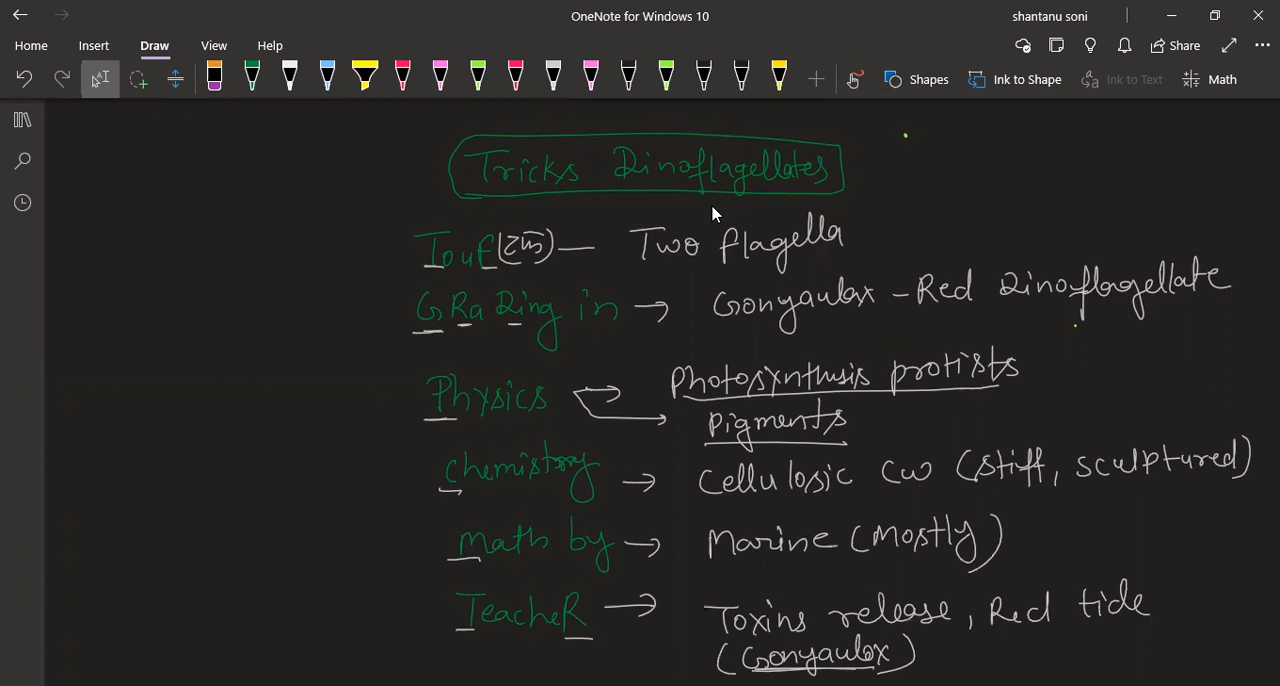 OneNote for Windows 10
shantanu soni
Home Insert Draw View Help
Share
Shapes Ink to Shape Ink to Text Math
Tricks Dinoflagellates
Touf — Two flagella
GRaDing in → Gonyaulax - Red Dinoflagellate
Physics → Photosynthusis protists
pigments
Chemistry → Cellulosic CW (Stiff, sculptured)
Math by → Marine (Mostly)
TeacheR → Toxins release, Red tide
(Gonyaulax)